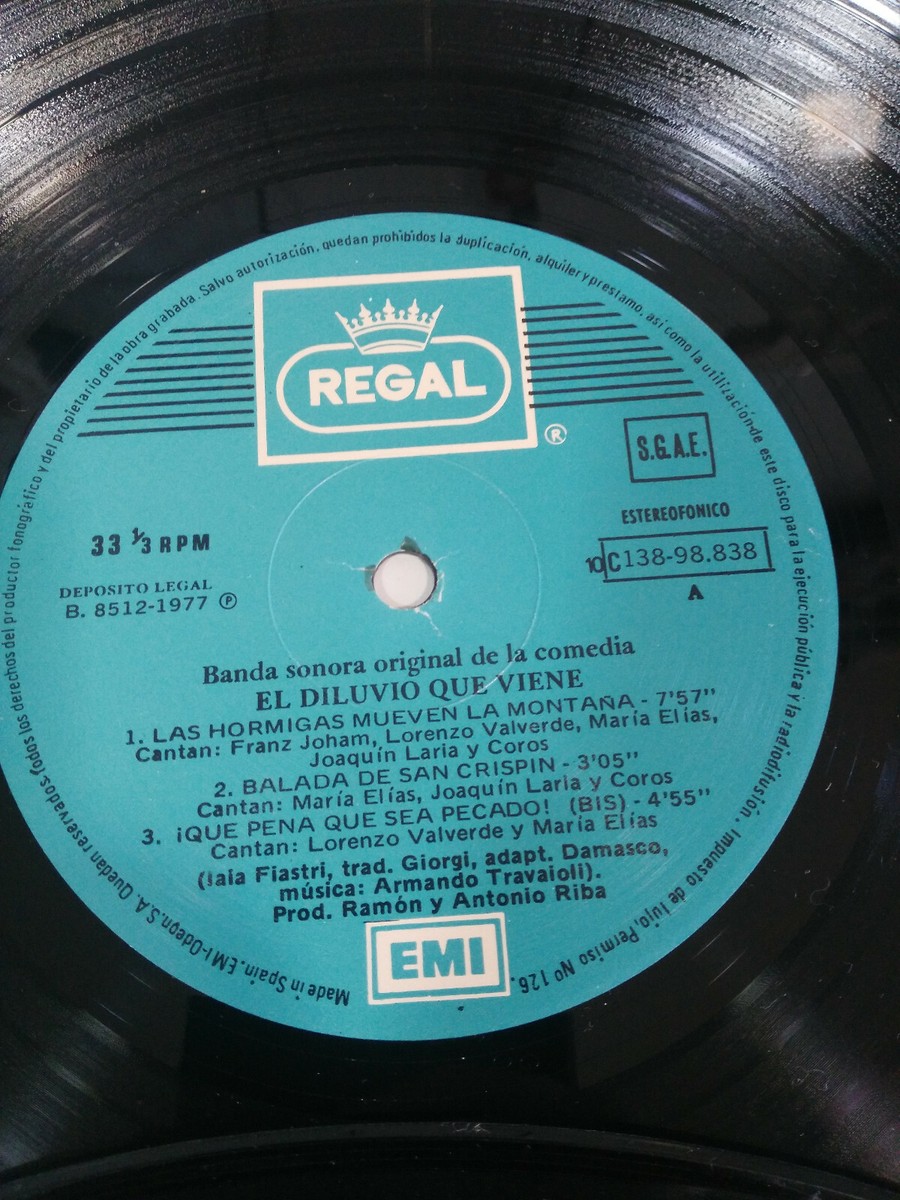 REGAL
®
S.G.A.E.
ESTEREOFONICO
10C138-98.838
A
33 1/3 RPM
DEPOSITO LEGAL
B. 8512-1977 ℗
Banda sonora original de la comedia
EL DILUVIO QUE VIENE
1. LAS HORMIGAS MUEVEN LA MONTAÑA - 7'57"
Cantan: Franz Joham, Lorenzo Valverde, María Elías,
Joaquín Laria y Coros
2. BALADA DE SAN CRISPIN - 3'05"
Cantan: María Elías, Joaquín Laria y Coros
3. ¡QUE PENA QUE SEA PECADO! (BIS) - 4'55"
Cantan: Lorenzo Valverde y María Elías
(Iaia Fiastri, trad. Giorgi, adapt. Damasco,
música: Armando Travaioli).
Prod. Ramón y Antonio Riba
EMI
Made in Spain. EMI-Odeon. S.A. Quedan reservados todos los derechos del productor fonográfico y del propietario de la obra grabada. Salvo autorización, quedan prohibidos la duplicación, alquiler y prestamo, así como la utilización de este disco para la ejecución pública y la radiodifusión. Impuesto de lujo, Permiso Nº 126.